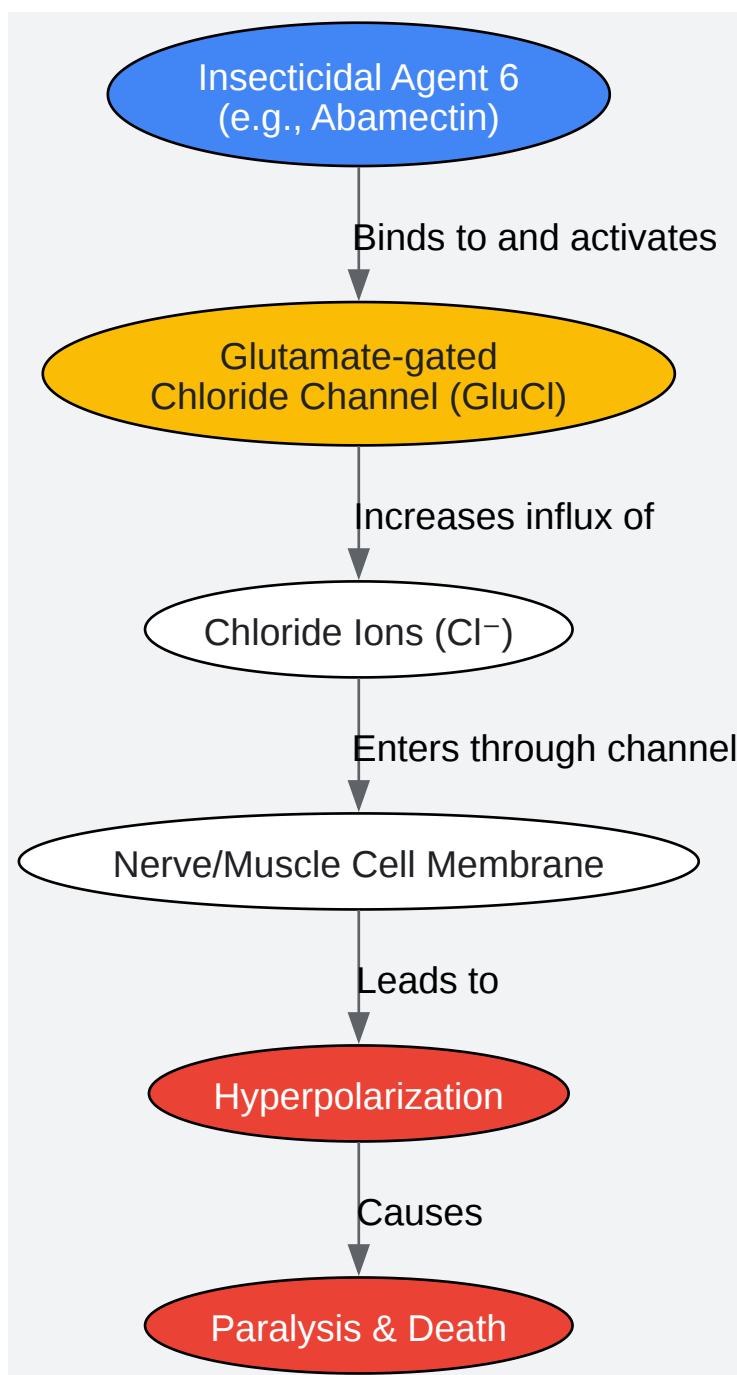 Insecticidal Agent 6
(e.g., Abamectin)
Binds to and activates
Glutamate-gated
Chloride Channel (GluCl)
Increases influx of
Chloride Ions (Cl⁻)
Enters through channel
Nerve/Muscle Cell Membrane
Leads to
Hyperpolarization
Causes
Paralysis & Death